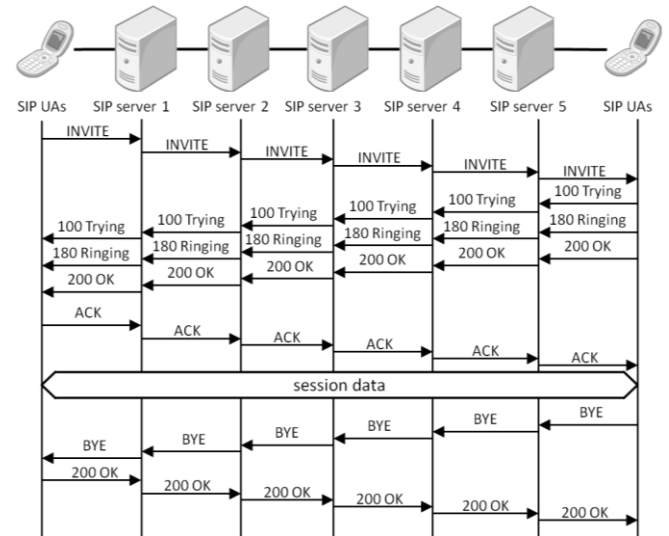 SIP UAs SIP server 1 SIP server 2 SIP server 3 SIP server 4 SIP server 5 SIP UAs
INVITE
INVITE
INVITE
INVITE
INVITE
INVITE
100 Trying
100 Trying
100 Trying
100 Trying
100 Trying
100 Trying
180 Ringing
180 Ringing
180 Ringing
180 Ringing
180 Ringing
180 Ringing
200 OK
200 OK
200 OK
200 OK
200 OK
200 OK
ACK
ACK
ACK
ACK
ACK
ACK
session data
BYE
BYE
BYE
BYE
BYE
BYE
200 OK
200 OK
200 OK
200 OK
200 OK
200 OK